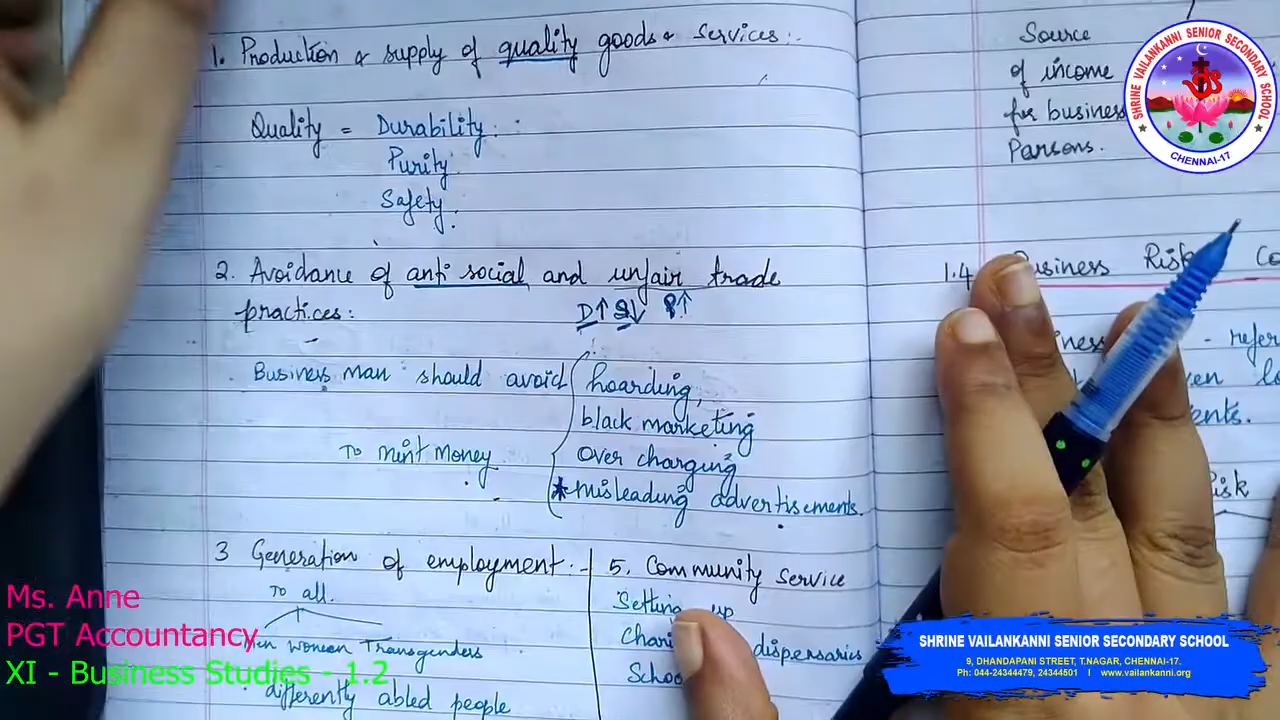 1. Production & supply of quality goods & services:-
Quality = Durability.
Purity
Safety.
2. Avoidance of anti social and unfair trade
practices:
D↑ S↓ P↑
Business man should avoid hoarding,
black marketing
over charging
* misleading advertisements.
To mint money
3 Generation of employment:-
To all.
Men women Transgenders
differently abled people
5. Community service
Setting up
dispensaries
Source
of income
for business
Persons.
1.4 Business Risk
- refer
Risk
Ms. Anne
PGT Accountancy
XI - Business Studies - 1.2
SHRINE VAILANKANNI SENIOR SECONDARY SCHOOL
CHENNAI-17
SHRINE VAILANKANNI SENIOR SECONDARY SCHOOL
9, DHANDAPANI STREET, T.NAGAR, CHENNAI-17.
Ph: 044-24344479, 24344501 I www.vailankanni.org